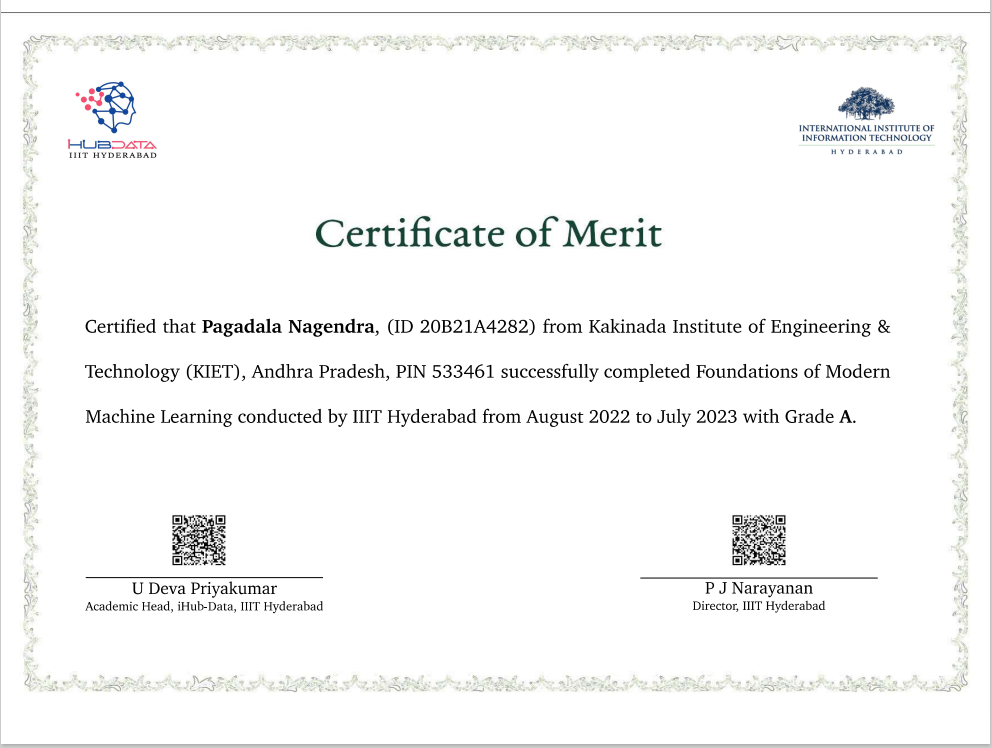 HUBDATA
IIIT HYDERABAD
INTERNATIONAL INSTITUTE OF
INFORMATION TECHNOLOGY
HYDERABAD
Certificate of Merit
Certified that Pagadala Nagendra, (ID 20B21A4282) from Kakinada Institute of Engineering &
Technology (KIET), Andhra Pradesh, PIN 533461 successfully completed Foundations of Modern
Machine Learning conducted by IIIT Hyderabad from August 2022 to July 2023 with Grade A.
U Deva Priyakumar
Academic Head, iHub-Data, IIIT Hyderabad
P J Narayanan
Director, IIIT Hyderabad